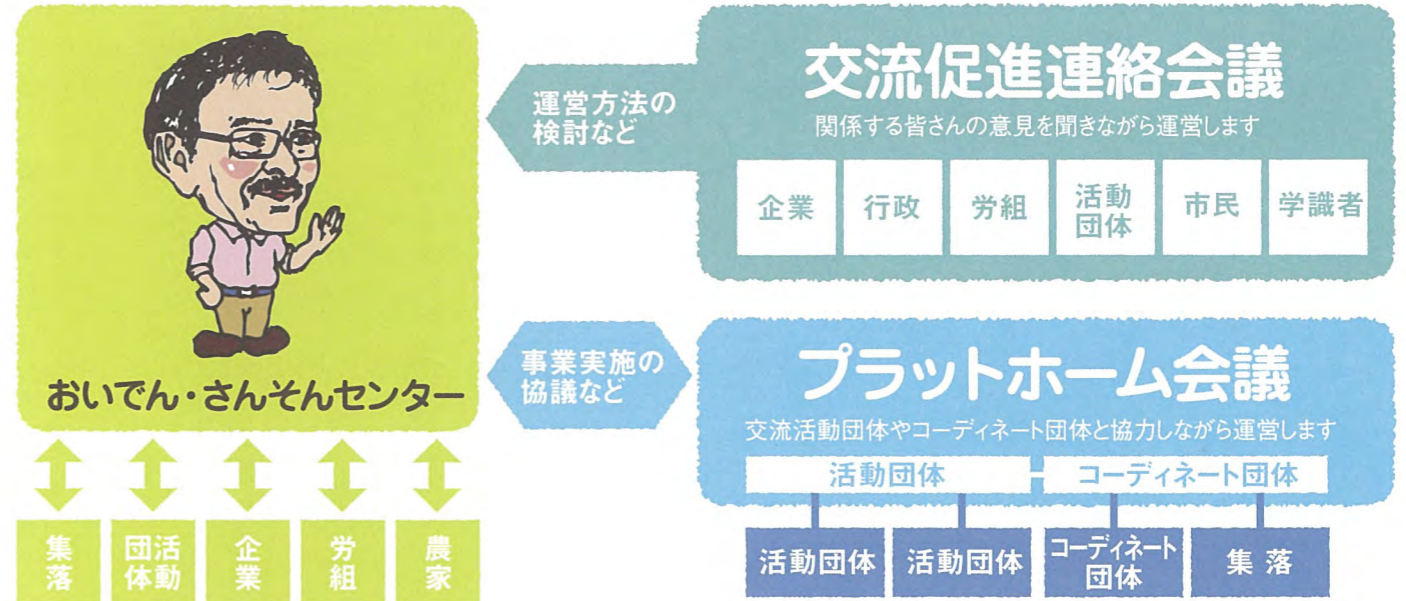 おいでん・さんそんセンター
集落
活動団体
企業
労組
農家
運営方法の
検討など
交流促進連絡会議
関係する皆さんの意見を聞きながら運営します
企業
行政
労組
活動
団体
市民
学識者
事業実施の
協議など
プラットホーム会議
交流活動団体やコーディネート団体と協力しながら運営します
活動団体
コーディネート団体
活動団体
活動団体
コーディネート
団体
集落